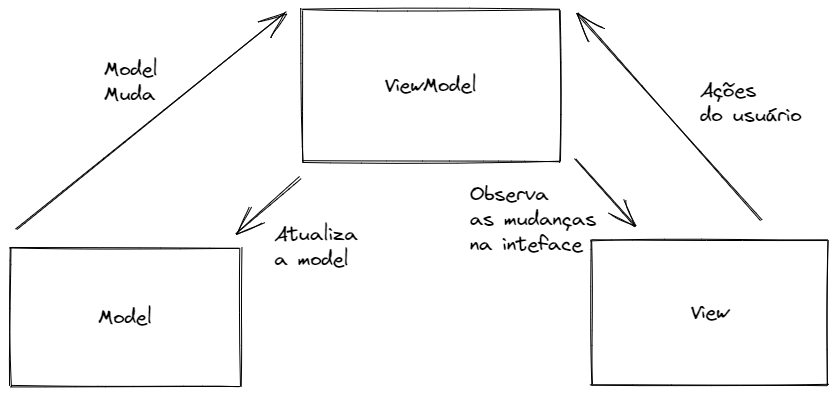 Model
Muda
ViewModel
Ações
do usuário
Observa
as mudanças
na inteface
Atualiza
a model
Model
View